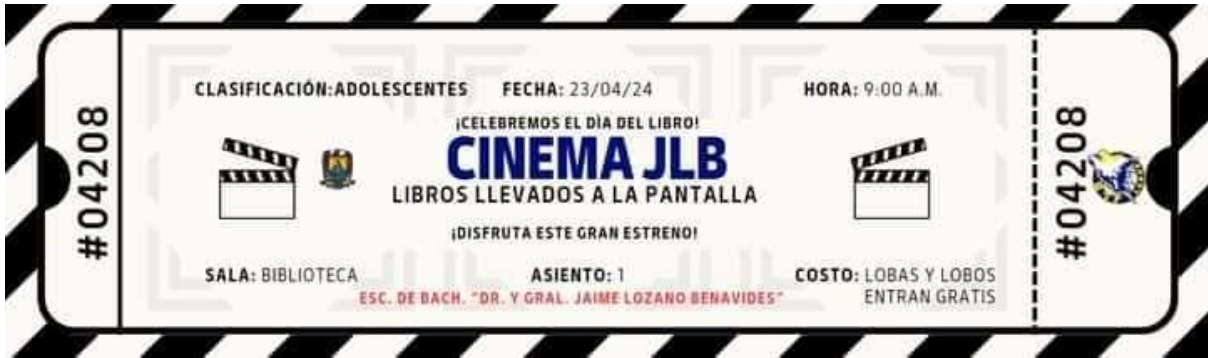 #04208
CLASIFICACIÓN:ADOLESCENTES FECHA: 23/04/24 HORA: 9:00 A.M.
¡CELEBREMOS EL DÌA DEL LIBRO!
CINEMA JLB
LIBROS LLEVADOS A LA PANTALLA
¡DISFRUTA ESTE GRAN ESTRENO!
SALA: BIBLIOTECA ASIENTO: 1 COSTO: LOBAS Y LOBOS
ENTRAN GRATIS
ESC. DE BACH. "DR. Y GRAL. JAIME LOZANO BENAVIDES"
#04208